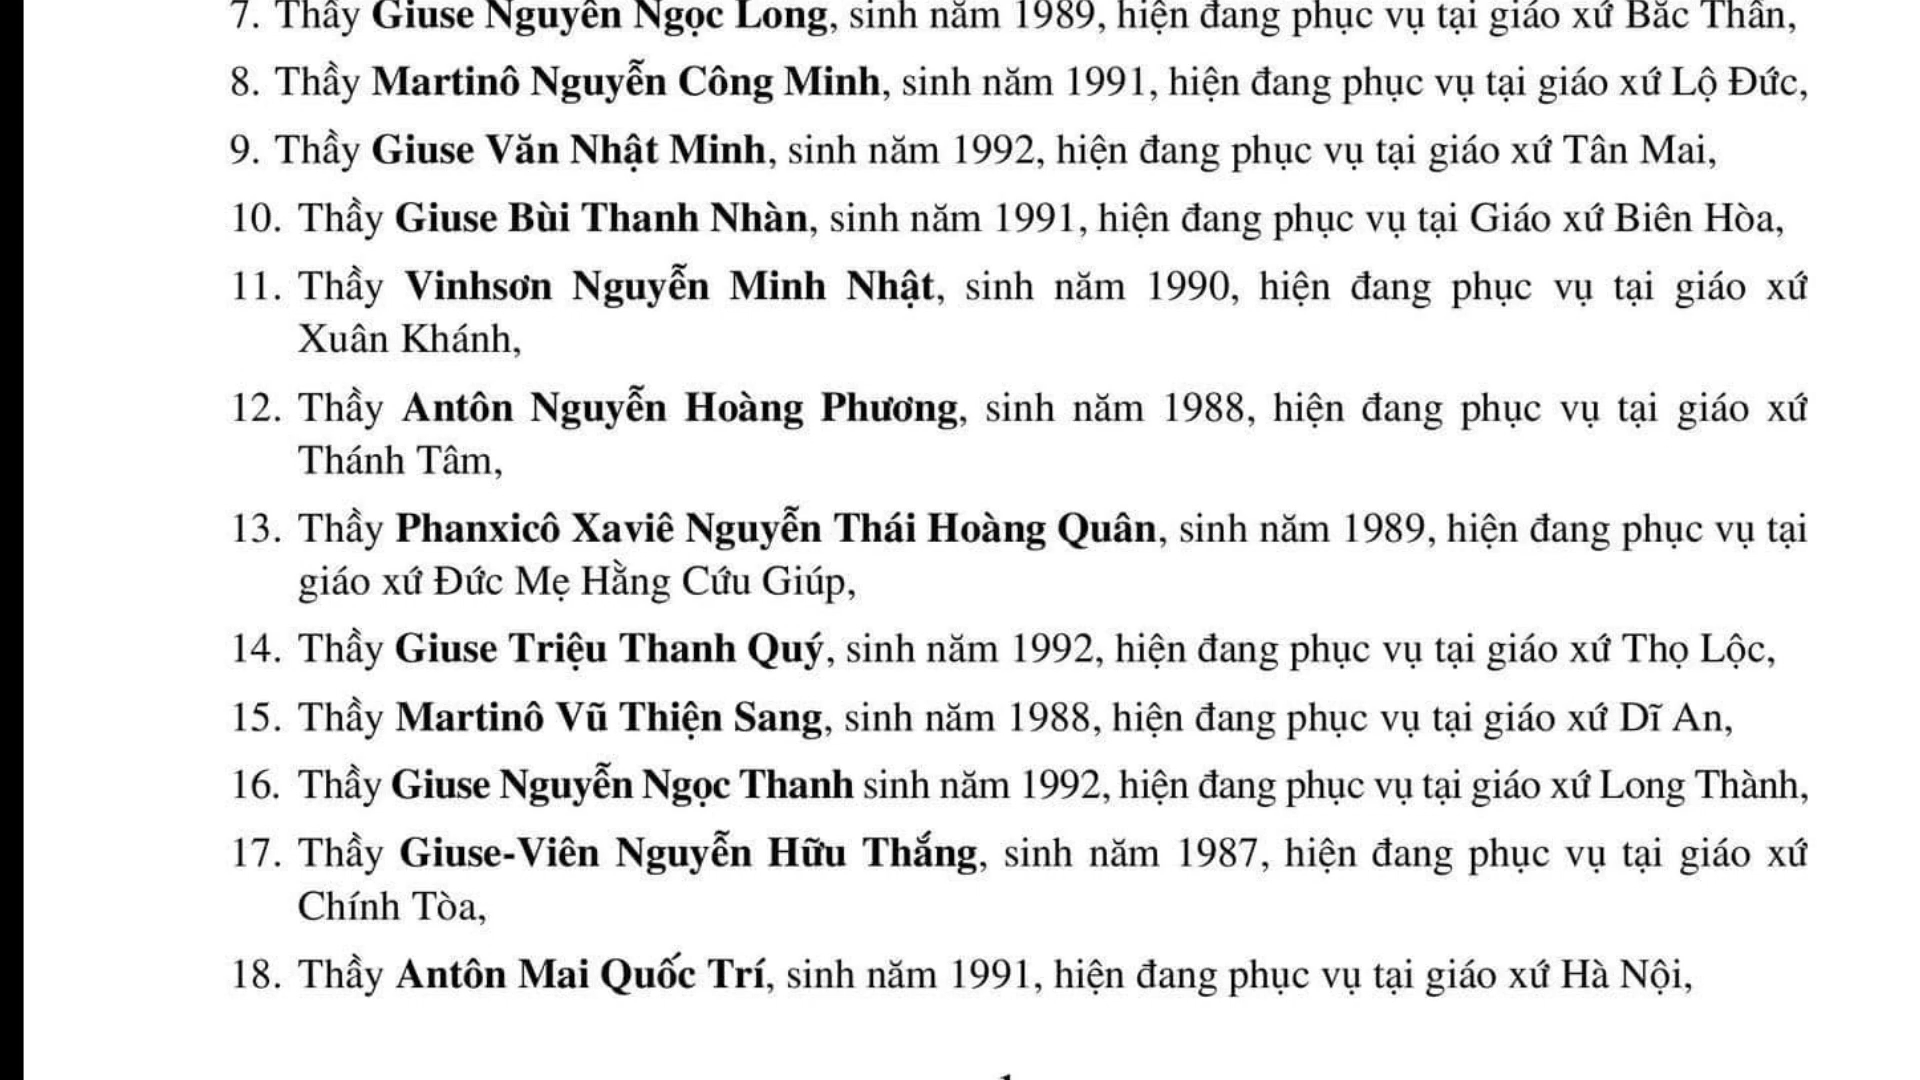 7. Thầy Giuse Nguyễn Ngọc Long, sinh năm 1989, hiện đang phục vụ tại giáo xứ Bắc Thần,
8. Thầy Martinô Nguyễn Công Minh, sinh năm 1991, hiện đang phục vụ tại giáo xứ Lộ Đức,
9. Thầy Giuse Văn Nhật Minh, sinh năm 1992, hiện đang phục vụ tại giáo xứ Tân Mai,
10. Thầy Giuse Bùi Thanh Nhàn, sinh năm 1991, hiện đang phục vụ tại Giáo xứ Biên Hòa,
11. Thầy Vinhsơn Nguyễn Minh Nhật, sinh năm 1990, hiện đang phục vụ tại giáo xứ
Xuân Khánh,
12. Thầy Antôn Nguyễn Hoàng Phương, sinh năm 1988, hiện đang phục vụ tại giáo xứ
Thánh Tâm,
13. Thầy Phanxicô Xaviê Nguyễn Thái Hoàng Quân, sinh năm 1989, hiện đang phục vụ tại
giáo xứ Đức Mẹ Hằng Cứu Giúp,
14. Thầy Giuse Triệu Thanh Quý, sinh năm 1992, hiện đang phục vụ tại giáo xứ Thọ Lộc,
15. Thầy Martinô Vũ Thiện Sang, sinh năm 1988, hiện đang phục vụ tại giáo xứ Dĩ An,
16. Thầy Giuse Nguyễn Ngọc Thanh sinh năm 1992, hiện đang phục vụ tại giáo xứ Long Thành,
17. Thầy Giuse-Viên Nguyễn Hữu Thắng, sinh năm 1987, hiện đang phục vụ tại giáo xứ
Chính Tòa,
18. Thầy Antôn Mai Quốc Trí, sinh năm 1991, hiện đang phục vụ tại giáo xứ Hà Nội,